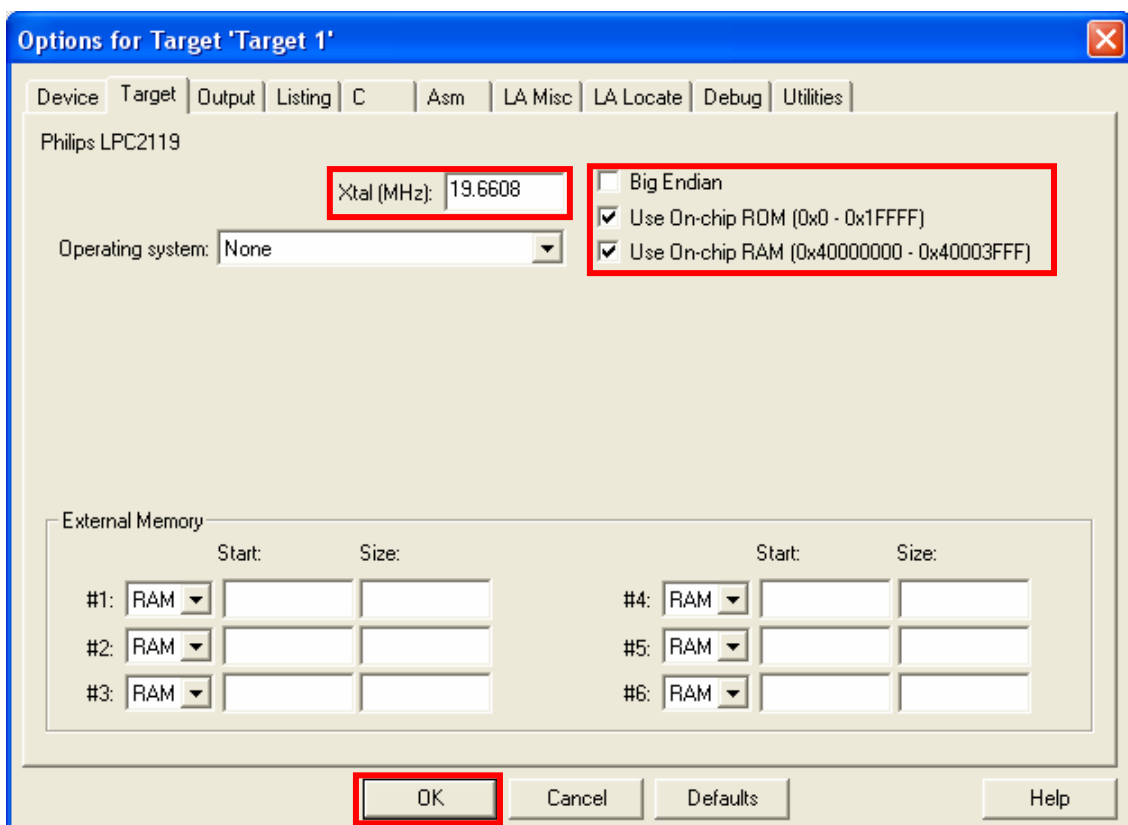 Options for Target 'Target 1'
Device Target Output Listing C Asm LA Misc LA Locate Debug Utilities
Philips LPC2119
Xtal (MHz): 19.6608
Big Endian
Use On-chip ROM (0x0 - 0x1FFFF)
Operating system: None
Use On-chip RAM (0x40000000 - 0x40003FFF)
External Memory
Start: Size: Start: Size:
#1: RAM #4: RAM
#2: RAM #5: RAM
#3: RAM #6: RAM
OK Cancel Defaults Help